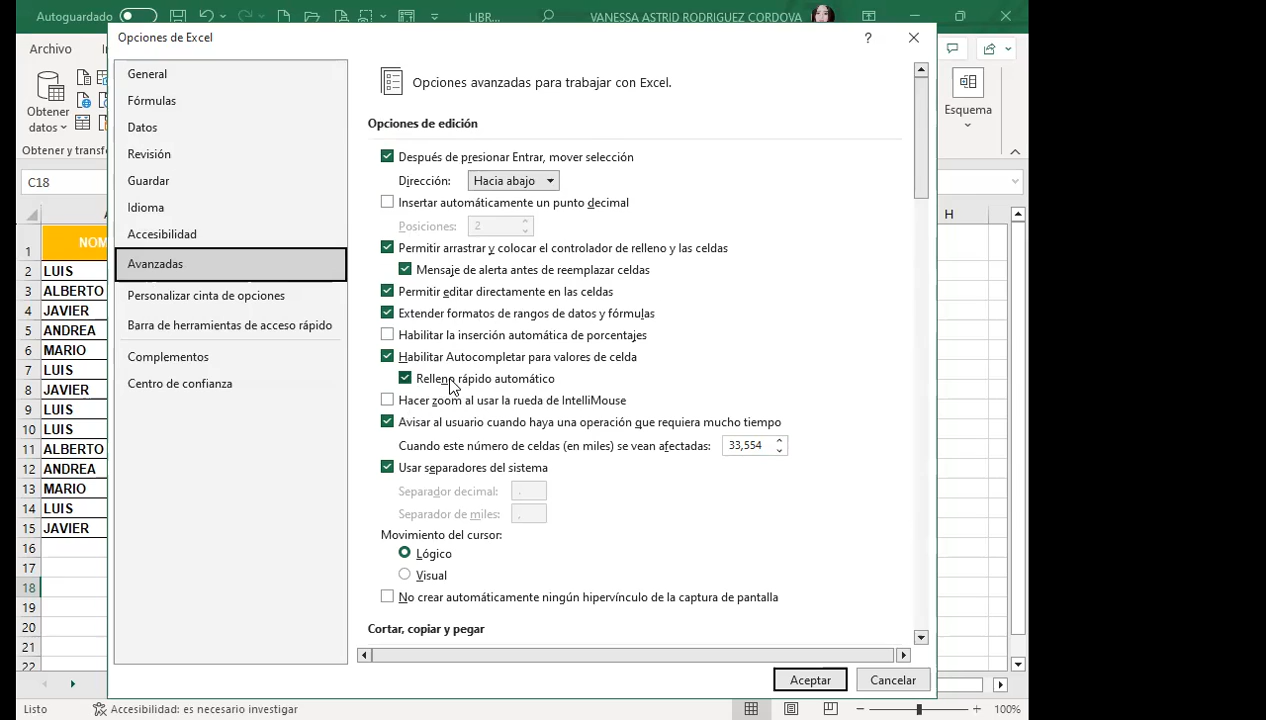 Autoguardado LIBR... VANESSA ASTRID RODRIGUEZ CORDOVA
Opciones de Excel
?
Archivo
Obtener
datos
Obtener y transf
Esquema
C18
H
NOM
1
2 LUIS
3 ALBERTO
4 JAVIER
5 ANDREA
6 MARIO
7 LUIS
8 JAVIER
9 LUIS
10 LUIS
11 ALBERTO
12 ANDREA
13 MARIO
14 LUIS
15 JAVIER
16
17
18
19
20
21
22
General
Fórmulas
Datos
Revisión
Guardar
Idioma
Accesibilidad
Avanzadas
Personalizar cinta de opciones
Barra de herramientas de acceso rápido
Complementos
Centro de confianza
Opciones avanzadas para trabajar con Excel.
Opciones de edición
Después de presionar Entrar, mover selección
Dirección: Hacia abajo
Insertar automáticamente un punto decimal
Posiciones: 2
Permitir arrastrar y colocar el controlador de relleno y las celdas
Mensaje de alerta antes de reemplazar celdas
Permitir editar directamente en las celdas
Extender formatos de rangos de datos y fórmulas
Habilitar la inserción automática de porcentajes
Habilitar Autocompletar para valores de celda
Relleno rápido automático
Hacer zoom al usar la rueda de IntelliMouse
Avisar al usuario cuando haya una operación que requiera mucho tiempo
Cuando este número de celdas (en miles) se vean afectadas: 33,554
Usar separadores del sistema
Separador decimal: .
Separador de miles: ,
Movimiento del cursor:
Lógico
Visual
No crear automáticamente ningún hipervínculo de la captura de pantalla
Cortar, copiar y pegar
Aceptar Cancelar
Listo Accesibilidad: es necesario investigar 100%